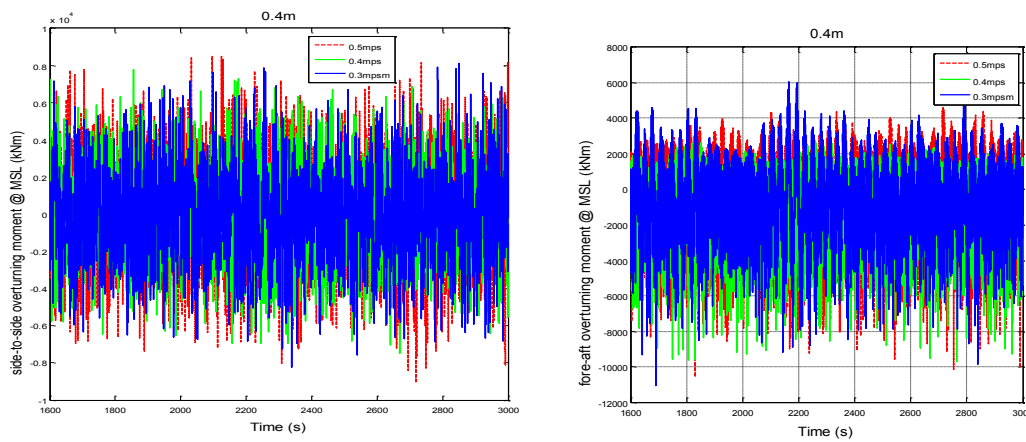 0.4m
× 10⁴
1
0.8
0.6
0.4
0.2
0
-0.2
-0.4
-0.6
-0.8
-1
side-to-side overturning moment @ MSL (kNm)
0.5mps
0.4mps
0.3mpsm
1600 1800 2000 2200 2400 2600 2800 3000
Time (s)
0.4m
8000
6000
4000
2000
0
-2000
-4000
-6000
-8000
-10000
-12000
fore-aft overturning moment @ MSL (kNm)
0.5mps
0.4mps
0.3mpsm
1600 1800 2000 2200 2400 2600 2800 3000
Time (s)